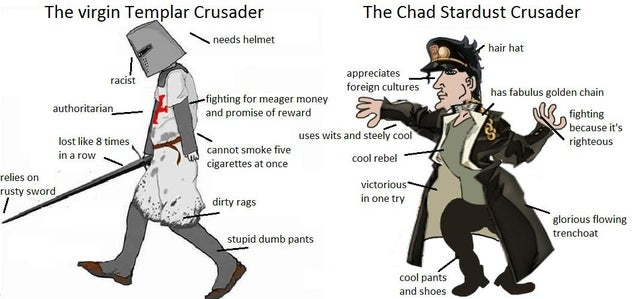 The virgin Templar Crusader
needs helmet
racist
authoritarian
fighting for meager money
and promise of reward
lost like 8 times
in a row
cannot smoke five
cigarettes at once
relies on
rusty sword
dirty rags
stupid dumb pants
The Chad Stardust Crusader
hair hat
appreciates
foreign cultures
has fabulus golden chain
fighting
because it's
righteous
uses wits and steely cool
cool rebel
victorious
in one try
glorious flowing
trenchoat
cool pants
and shoes